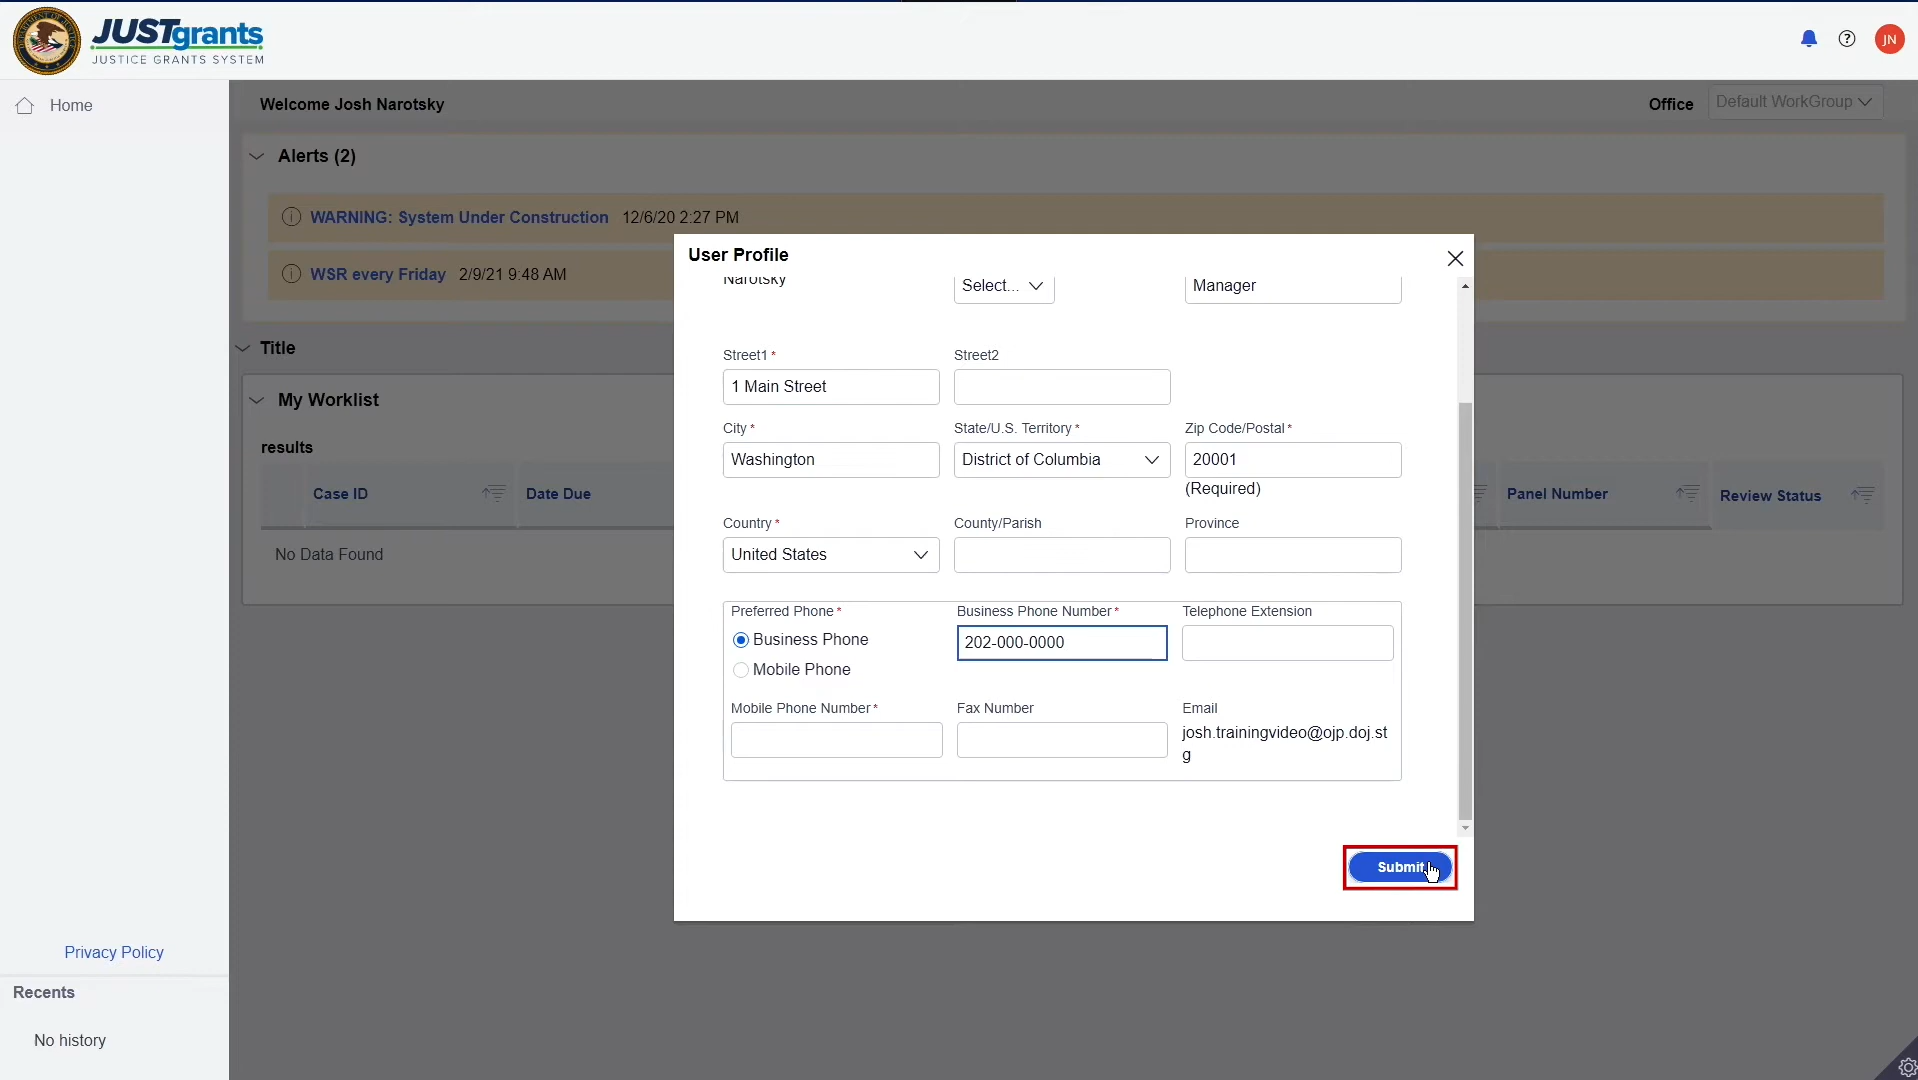 JUSTgrants
JUSTICE GRANTS SYSTEM
JN
Home
Welcome Josh Narotsky
Office
Default WorkGroup
Alerts (2)
WARNING: System Under Construction 12/6/20 2:27 PM
WSR every Friday 2/9/21 9:48 AM
Title
My Worklist
results
Case ID
Date Due
Panel Number
Review Status
No Data Found
User Profile
Narotsky
Select...
Manager
Street1 *
Street2
1 Main Street
City *
State/U.S. Territory *
Zip Code/Postal *
Washington
District of Columbia
20001
(Required)
Country *
County/Parish
Province
United States
Preferred Phone *
Business Phone Number *
Telephone Extension
Business Phone
202-000-0000
Mobile Phone
Mobile Phone Number *
Fax Number
Email
josh.trainingvideo@ojp.doj.st
g
Submit
Privacy Policy
Recents
No history